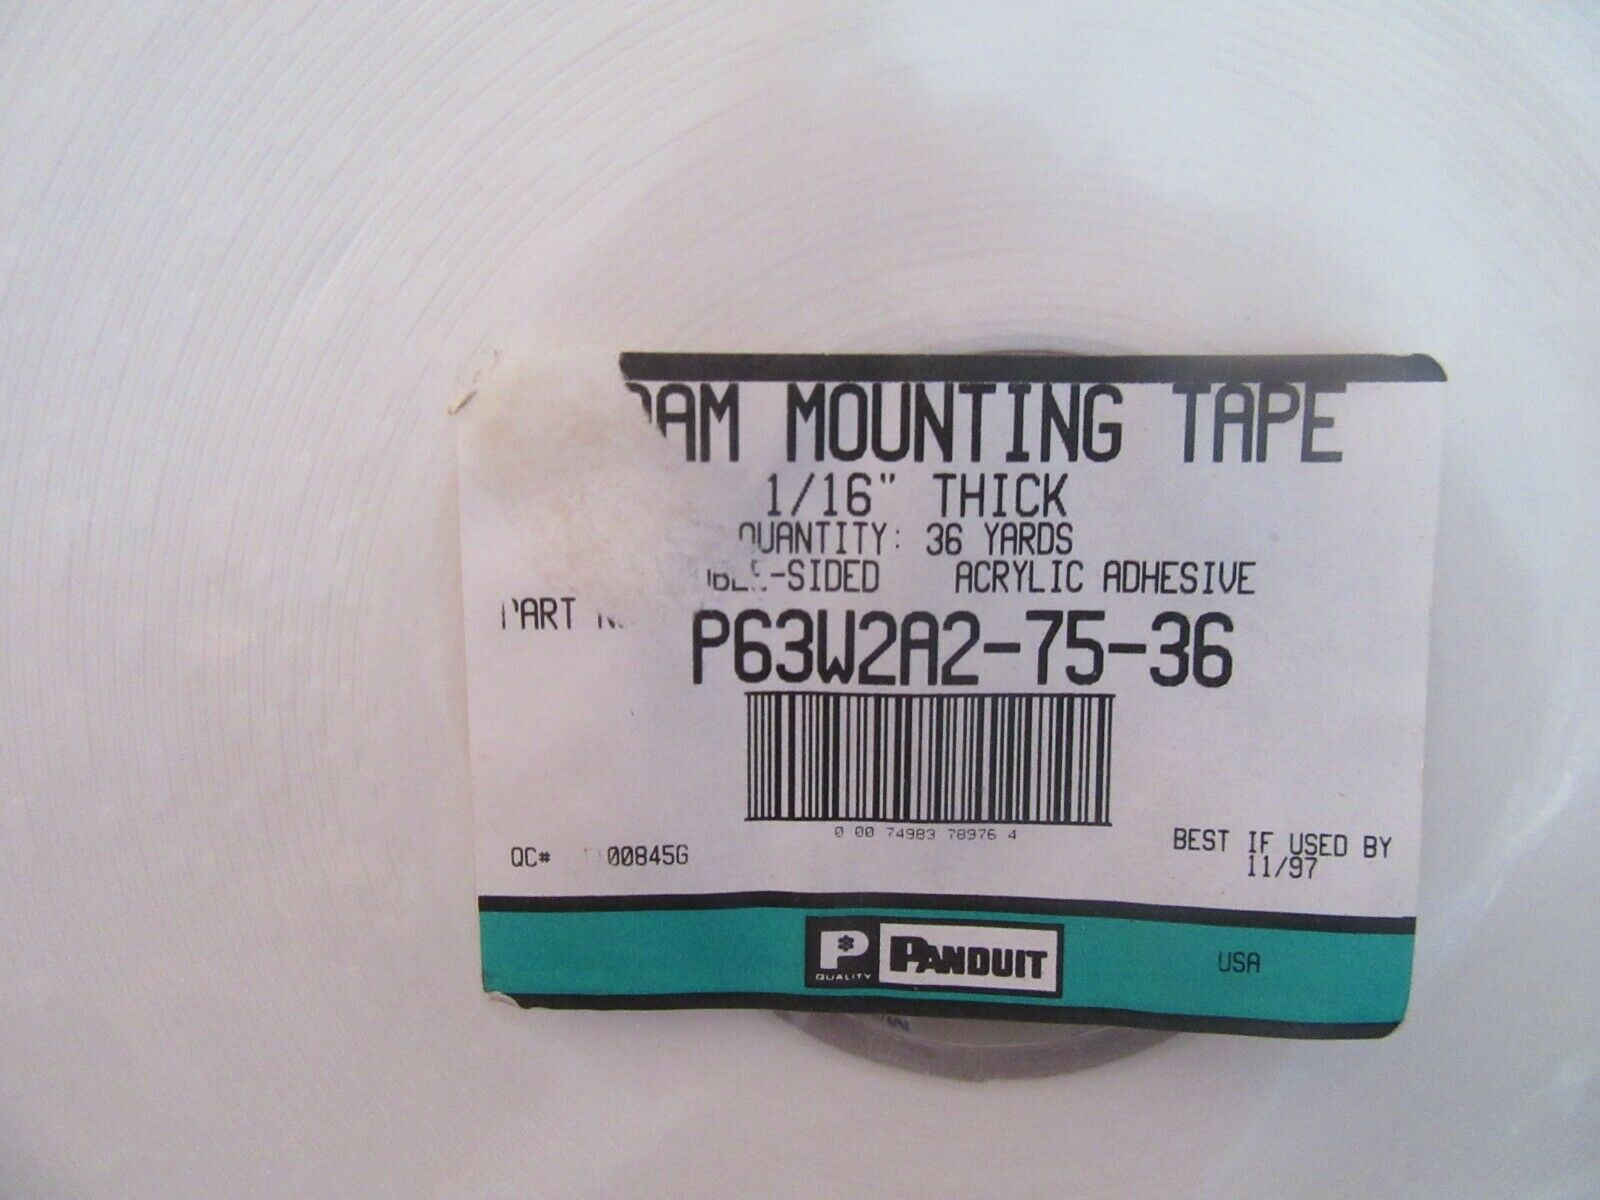 MOUNTING TAPE
1/16" THICK
QUANTITY: 36 YARDS
-SIDED ACRYLIC ADHESIVE
PART
P63W2A2-75-36
0 00 74983 78976 4
QC# 00845G
BEST IF USED BY
11/97
P
QUALITY
PANDUIT
USA